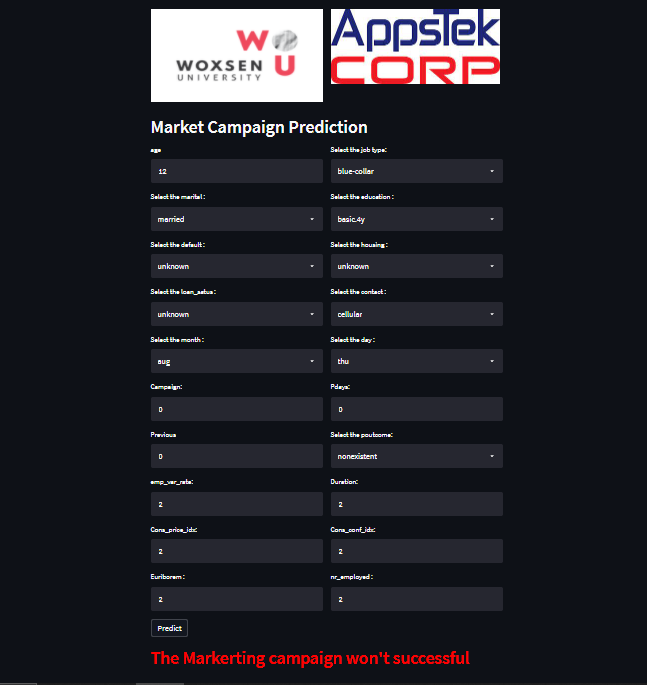 W
WOXSEN
UNIVERSITY U
AppsTek
CORP
Market Campaign Prediction
age
Select the job type:
12
blue-collar
Select the marital :
Select the education :
married
basic.4y
Select the default :
Select the housing :
unknown
unknown
Select the loan_satus :
Select the contact :
unknown
cellular
Select the month :
Select the day :
aug
thu
Campaign:
Pdays:
0
0
Previous
Select the poutcome:
0
nonexistent
emp_var_rate:
Duration:
2
2
Cons_price_idx:
Cons_conf_idx:
2
2
Euriborem :
nr_employed :
2
2
Predict
The Markerting campaign won't successful